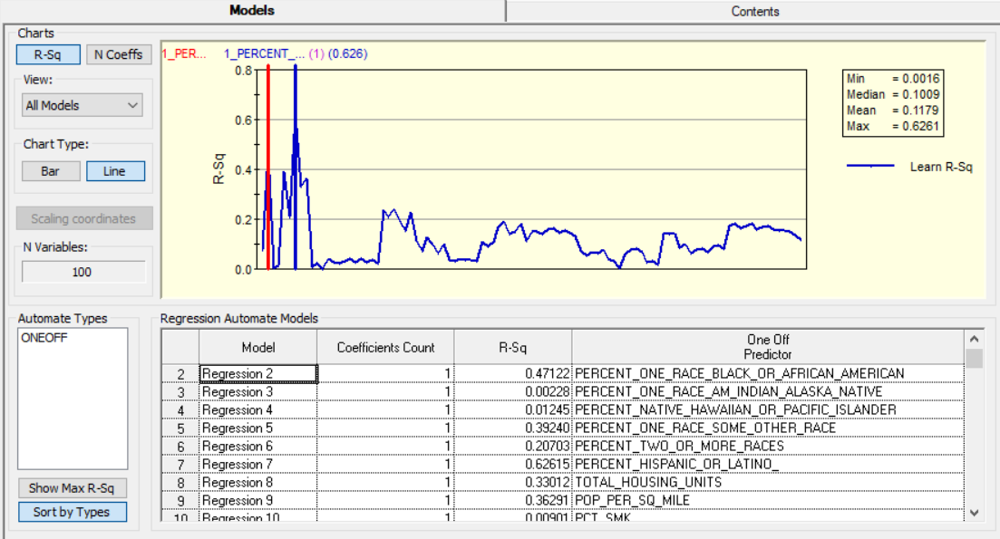 Models
Contents
Charts
R-Sq
N Coeffs
View:
All Models
Chart Type:
Bar
Line
Scaling coordinates
N Variables:
100
1_PER... 1_PERCENT_... (1) (0.626)
0.8
0.6
0.4
0.2
0.0
R-Sq
Min = 0.0016
Median = 0.1009
Mean = 0.1179
Max = 0.6261
Learn R-Sq
Automate Types
ONEOFF
Show Max R-Sq
Sort by Types
Regression Automate Models
Model Coefficients Count R-Sq One Off Predictor
2 Regression 2 1 0.47122 PERCENT_ONE_RACE_BLACK_OR_AFRICAN_AMERICAN
3 Regression 3 1 0.00228 PERCENT_ONE_RACE_AM_INDIAN_ALASKA_NATIVE
4 Regression 4 1 0.01245 PERCENT_NATIVE_HAWAIIAN_OR_PACIFIC_ISLANDER
5 Regression 5 1 0.39240 PERCENT_ONE_RACE_SOME_OTHER_RACE
6 Regression 6 1 0.20703 PERCENT_TWO_OR_MORE_RACES
7 Regression 7 1 0.62615 PERCENT_HISPANIC_OR_LATINO_
8 Regression 8 1 0.33012 TOTAL_HOUSING_UNITS
9 Regression 9 1 0.36291 POP_PER_SQ_MILE
10 Regression 10 1 0.00901 PCT_SMK